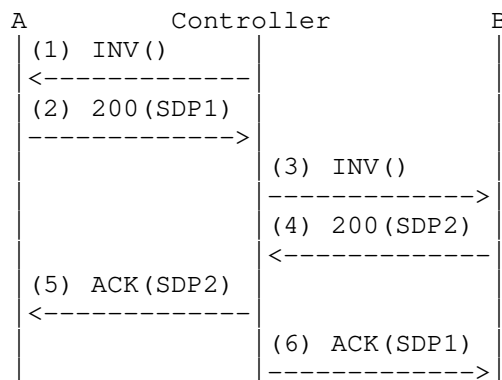 A Controller B
(1) INV()
(2) 200(SDP1)
(3) INV()
(4) 200(SDP2)
(5) ACK(SDP2)
(6) ACK(SDP1)